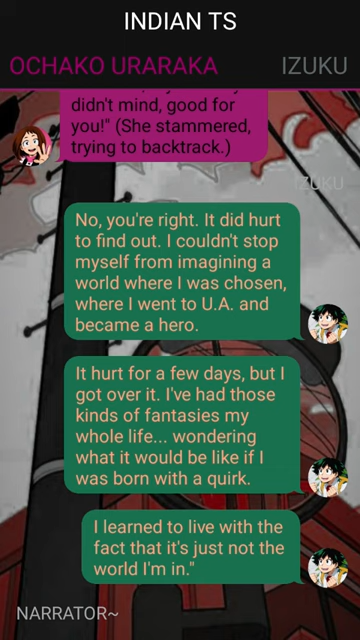 INDIAN TS
OCHAKO URARAKA IZUKU
didn't mind, good for
you!" (She stammered,
trying to backtrack.)
IZUKU
No, you're right. It did hurt
to find out. I couldn't stop
myself from imagining a
world where I was chosen,
where I went to U.A. and
became a hero.
It hurt for a few days, but I
got over it. I've had those
kinds of fantasies my
whole life... wondering
what it would be like if I
was born with a quirk.
I learned to live with the
fact that it's just not the
world I'm in."
NARRATOR~